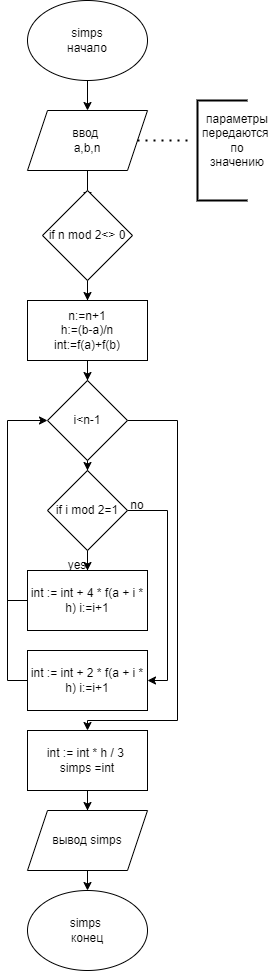 simps
начало
ввод
a,b,n
параметры
передаются
по
значению
if n mod 2<> 0
n:=n+1
h:=(b-a)/n
int:=f(a)+f(b)
i<n-1
if i mod 2=1
no
yes
int := int + 4 * f(a + i *
h) i:=i+1
int := int + 2 * f(a + i *
h) i:=i+1
int := int * h / 3
simps =int
вывод simps
simps
конец